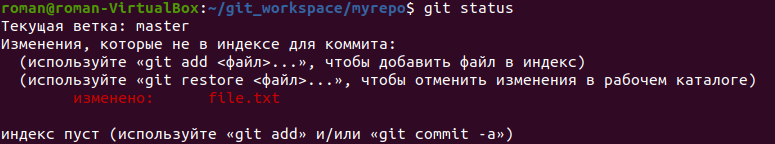 roman@roman-VirtualBox:~/git_workspace/myrepo$ git status
Текущая ветка: master
Изменения, которые не в индексе для коммита:
  (используйте «git add <файл>...», чтобы добавить файл в индекс)
  (используйте «git restore <файл>...», чтобы отменить изменения в рабочем каталоге)
        изменено:      file.txt

индекс пуст (используйте «git add» и/или «git commit -a»)